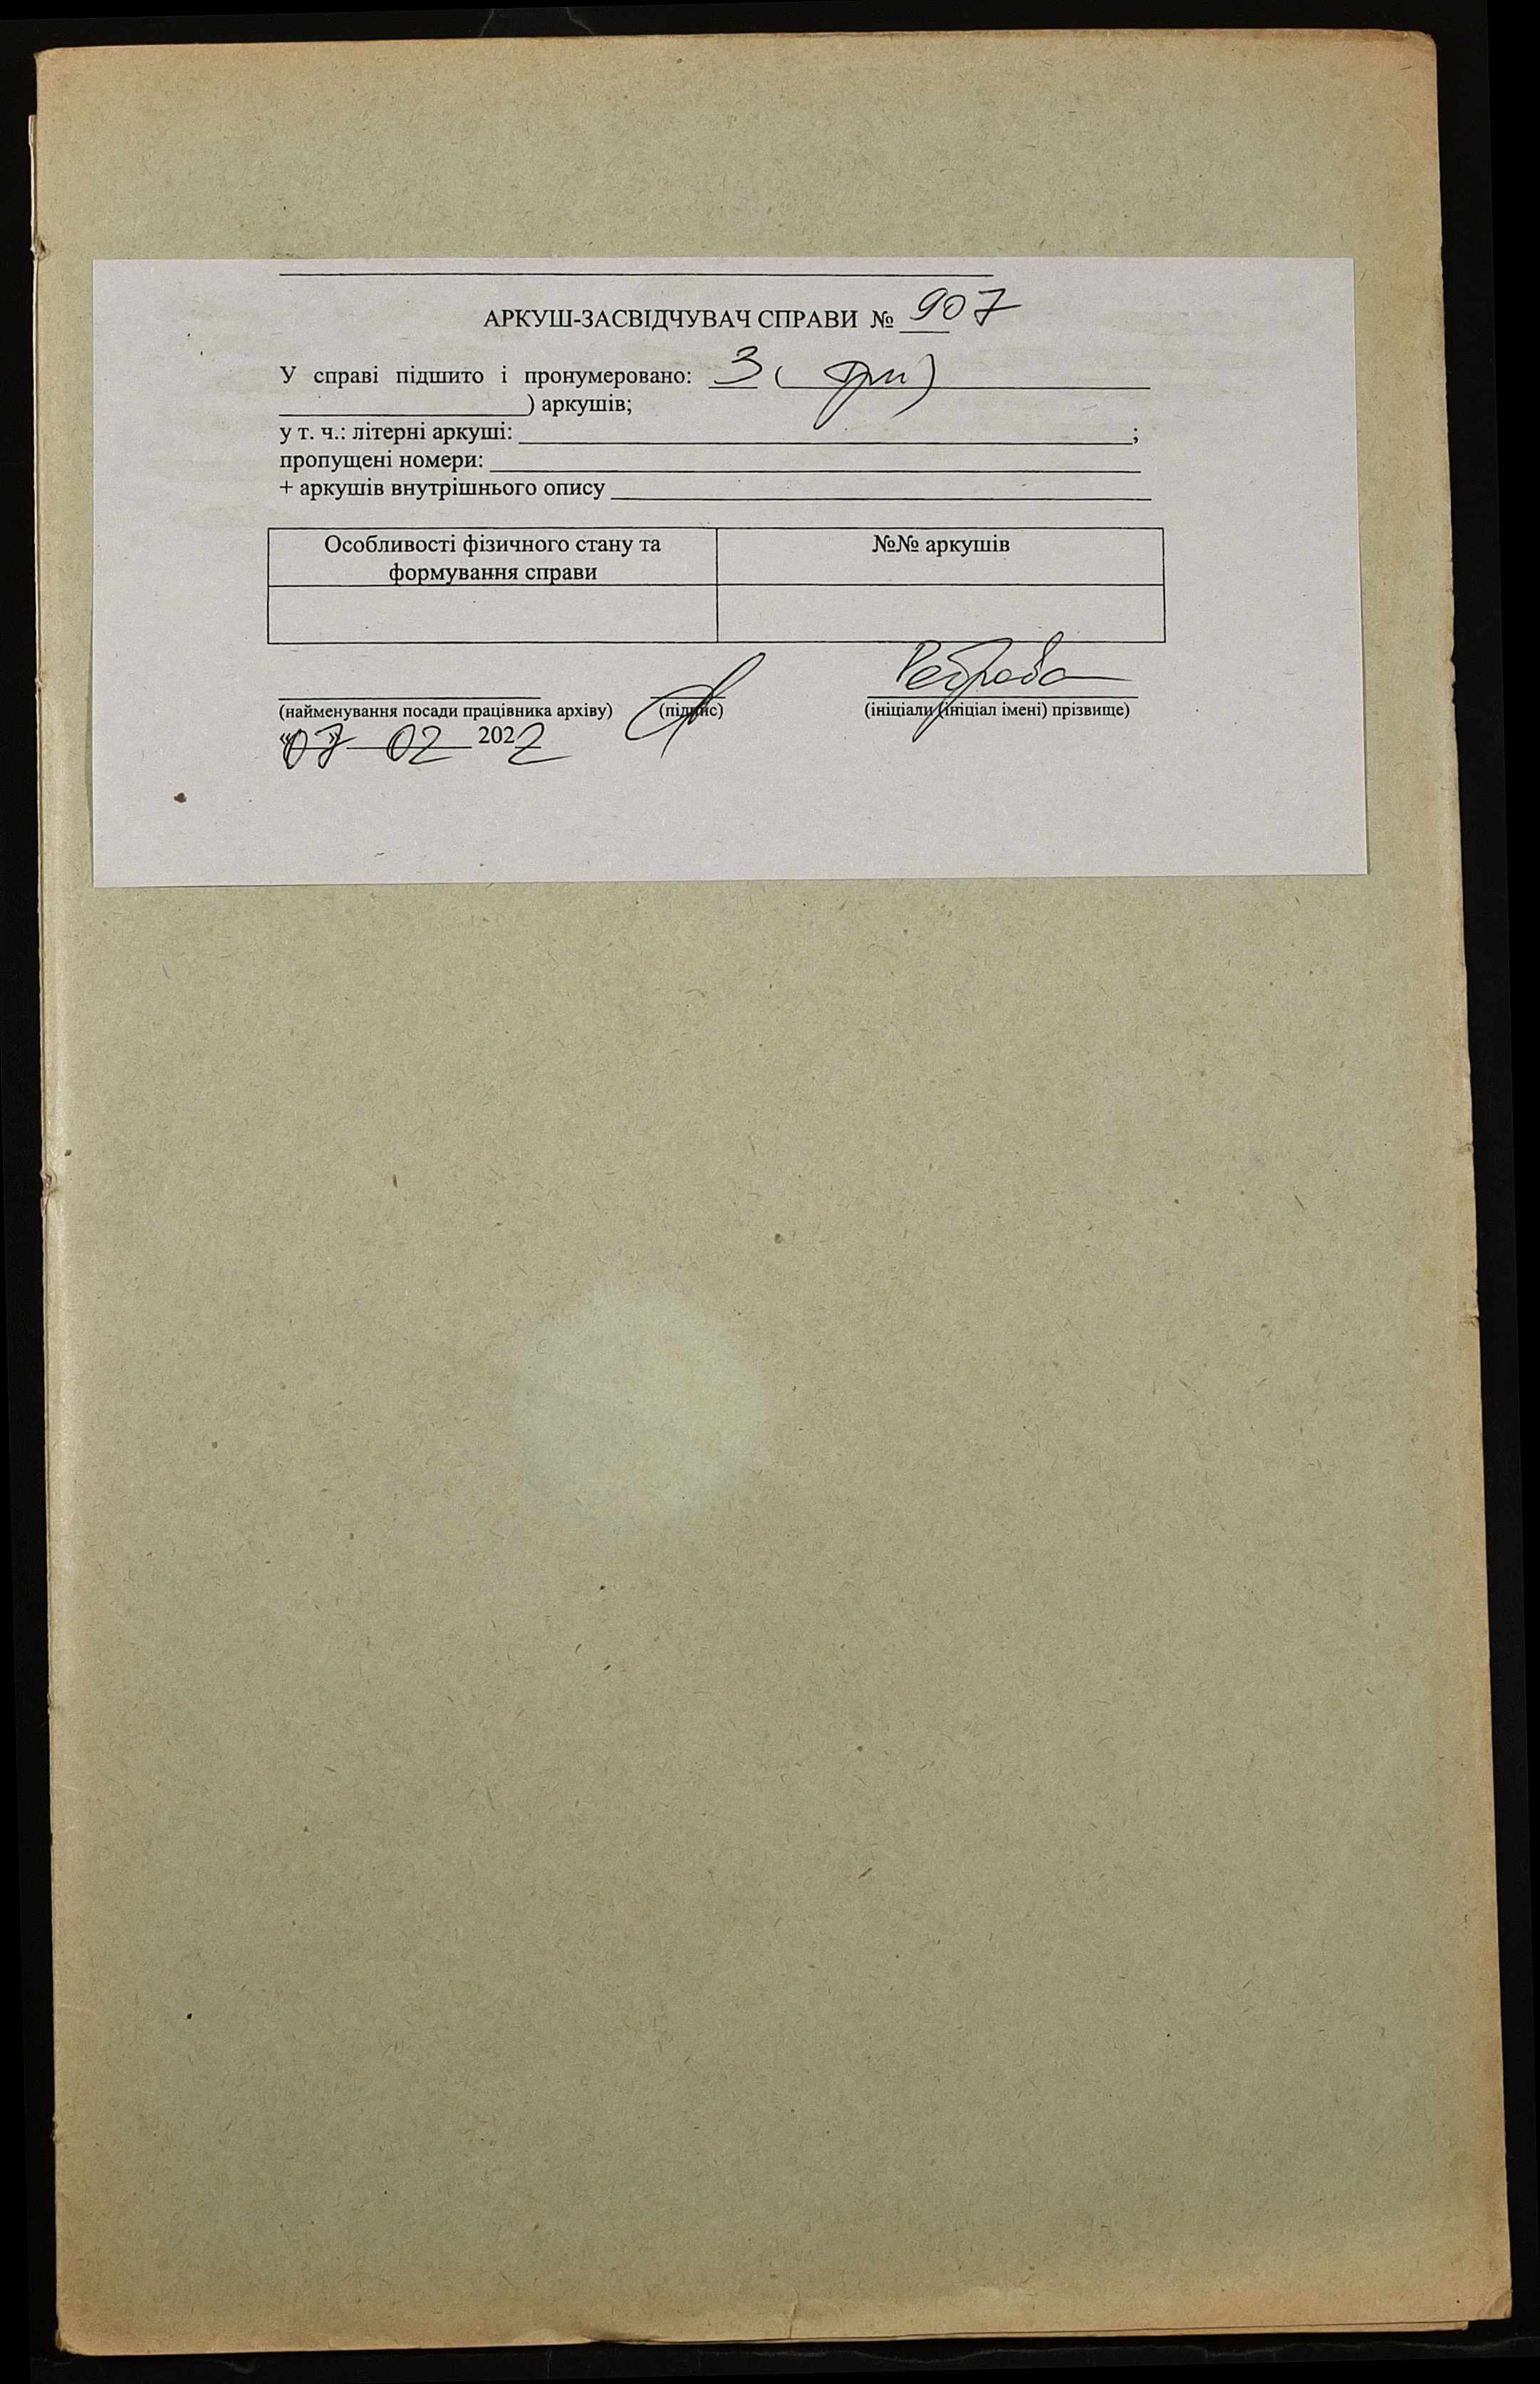 АРКУШ-ЗАСВІДЧУВАЧ СПРАВИ № 907
У справі підшито і пронумеровано: 3 ( три )
) аркушів;
у т. ч.: літерні аркуші: ;
пропущені номери:
+ аркушів внутрішнього опису
Особливості фізичного стану та
формування справи
№№ аркушів
(найменування посади працівника архіву) (підпис) (ініціали (ініціал імені) прізвище)
«07» 02 2022